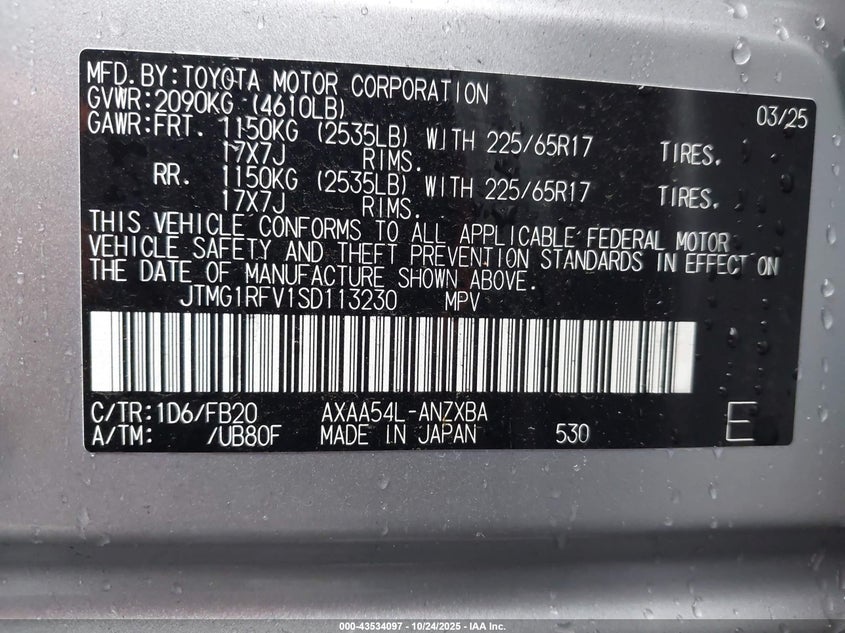 MFD.BY:TOYOTA MOTOR CORPORATION 03/25
GVWR:2090KG (4610LB)
GAWR:FRT. 1150KG (2535LB) WITH 225/65R17 TIRES,
17X7J RIMS.
RR. 1150KG (2535LB) WITH 225/65R17 TIRES,
17X7J RIMS.
THIS VEHICLE CONFORMS TO ALL APPLICABLE FEDERAL MOTOR
VEHICLE SAFETY AND THEFT PREVENTION STANDARDS IN EFFECT ON
THE DATE OF MANUFACTURE SHOWN ABOVE.
JTMG1RFV1SD113230 MPV
C/TR:1D6/FB20 AXAA54L-ANZXBA
A/TM: /UB80F MADE IN JAPAN 530 E
000-43534097 - 10/24/2025 - IAA Inc.